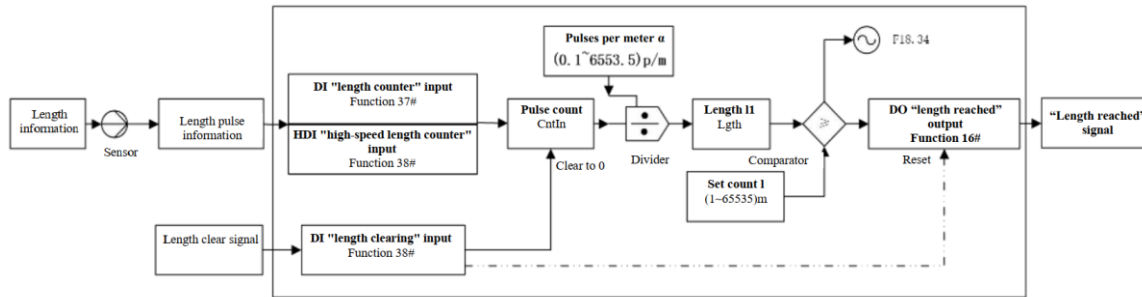 Pulses per meter α
(0.1~6553.5)p/m
F18.34
DI "length counter" input
Function 37#
HDI "high-speed length counter"
input
Function 38#
Length
information
Sensor
Length pulse
information
Pulse count
CntIn
Clear to 0
Divider
Length l1
Lgth
Comparator
DO “length reached”
output
Function 16#
Reset
“Length reached”
signal
Set count l
(1~65535)m
Length clear signal
DI "length clearing" input
Function 38#